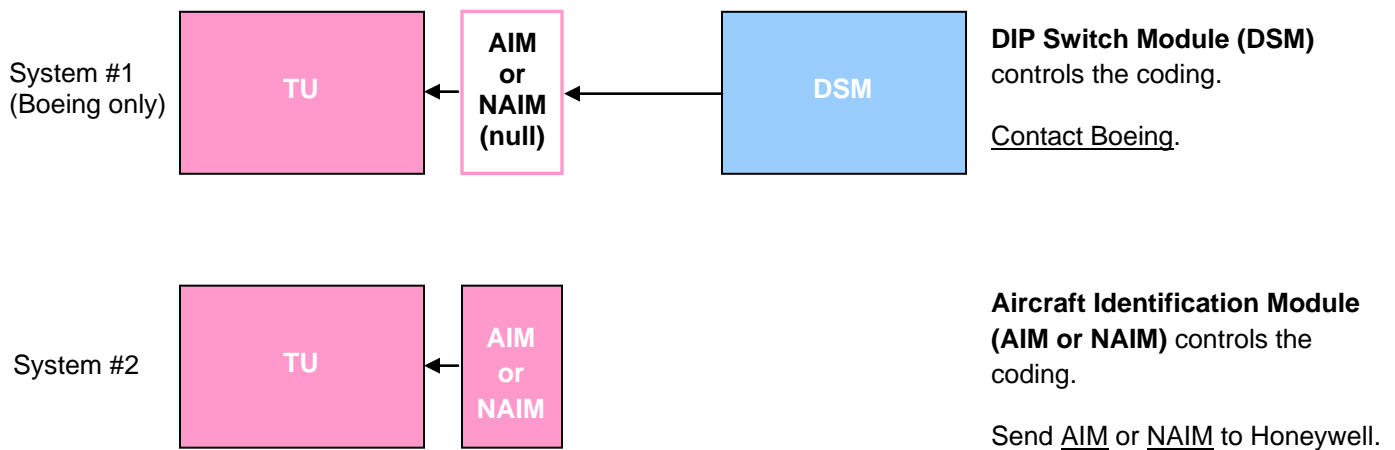 System #1
(Boeing only)
TU
AIM
or
NAIM
(null)
DSM
DIP Switch Module (DSM)
controls the coding.
Contact Boeing.
System #2
TU
AIM
or
NAIM
Aircraft Identification Module
(AIM or NAIM) controls the
coding.
Send AIM or NAIM to Honeywell.